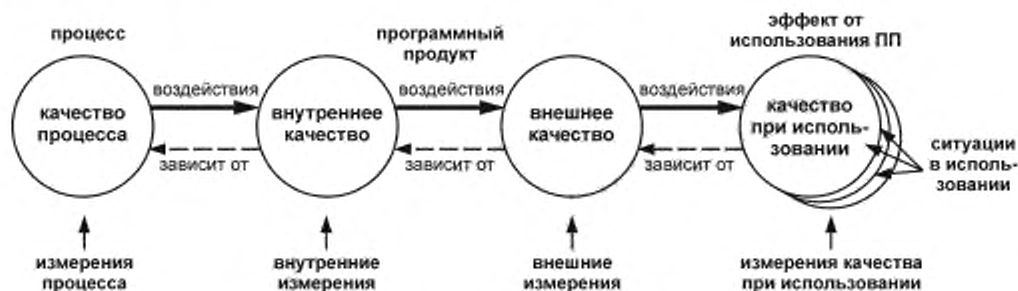 процесс
программный
продукт
эффект от
использования ПП
качество
процесса
воздействия
зависит от
внутреннее
качество
воздействия
зависит от
внешнее
качество
воздействия
зависит от
качество
при исполь-
зовании
ситуации
в исполь-
зовании
измерения
процесса
внутренние
измерения
внешние
измерения
измерения качества
при использовании